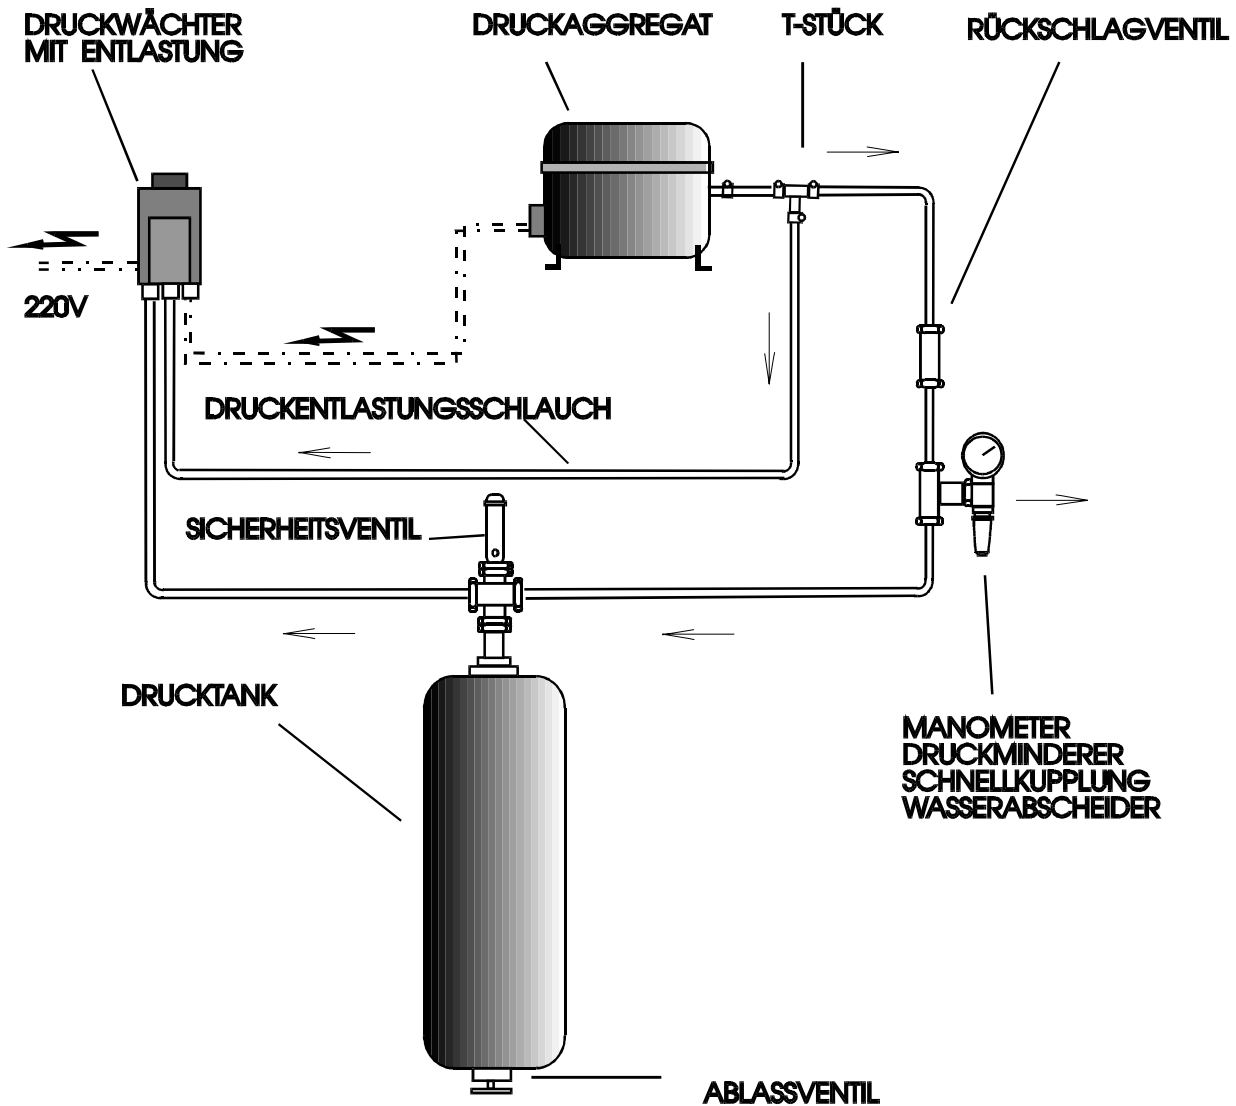 DRUCKWÄCHTER
MIT ENTLASTUNG
DRUCKAGGREGAT
T-STÜCK
RÜCKSCHLAGVENTIL
220V
DRUCKENTLASTUNGSSCHLAUCH
SICHERHEITSVENTIL
DRUCKTANK
MANOMETER
DRUCKMINDERER
SCHNELLKUPPLUNG
WASSERABSCHEIDER
ABLASSVENTIL